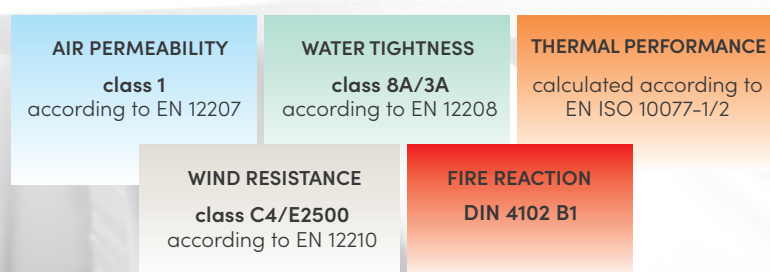 AIR PERMEABILITY
class 1
according to EN 12207
WATER TIGHTNESS
class 8A/3A
according to EN 12208
THERMAL PERFORMANCE
calculated according to
EN ISO 10077-1/2
WIND RESISTANCE
class C4/E2500
according to EN 12210
FIRE REACTION
DIN 4102 B1